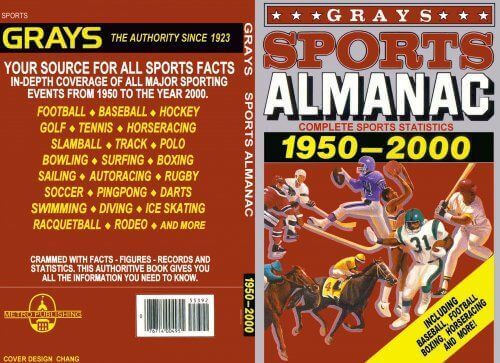 SPORTS
GRAYS THE AUTHORITY SINCE 1923
YOUR SOURCE FOR ALL SPORTS FACTS
IN-DEPTH COVERAGE OF ALL MAJOR SPORTING
EVENTS FROM 1950 TO THE YEAR 2000.
FOOTBALL ♦ BASEBALL ♦ HOCKEY
GOLF ♦ TENNIS ♦ HORSERACING
SLAMBALL ♦ TRACK ♦ POLO
BOWLING ♦ SURFING ♦ BOXING
SAILING ♦ AUTORACING ♦ RUGBY
SOCCER ♦ PINGPONG ♦ DARTS
SWIMMING ♦ DIVING ♦ ICE SKATING
RACQUETBALL ♦ RODEO ♦ AND MORE
CRAMMED WITH FACTS - FIGURES - RECORDS AND
STATISTICS. THIS AUTHORITIVE BOOK GIVES YOU
ALL THE INFORMATION YOU NEED TO KNOW.
METRO PUBLISHING
55392
COVER DESIGN CHANG
GRAYS SPORTS ALMANAC 1950–2000
GRAYS
SPORTS
ALMANAC
COMPLETE SPORTS STATISTICS
1950–2000
31
INCLUDING
BASEBALL, FOOTBALL
BOXING, HORSERACING
AND MORE!